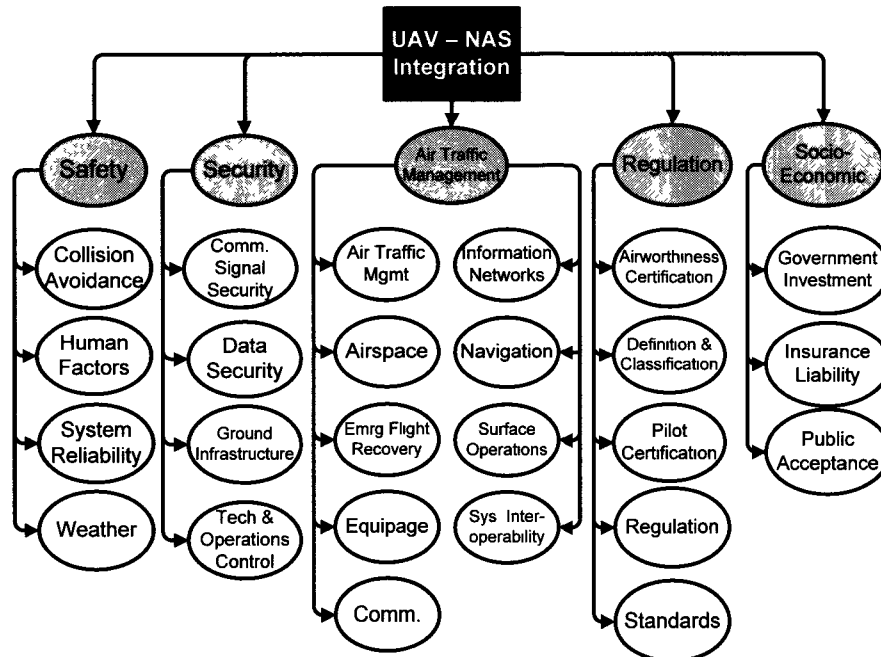 UAV – NAS
Integration
Safety
Security
Air Traffic
Management
Regulation
Socio-
Economic
Collision
Avoidance
Human
Factors
System
Reliability
Weather
Comm.
Signal
Security
Data
Security
Ground
Infrastructure
Tech &
Operations
Control
Air Traffic
Mgmt
Airspace
Emrg Flight
Recovery
Equipage
Comm.
Information
Networks
Navigation
Surface
Operations
Sys Inter-
operability
Airworthiness
Certification
Definition &
Classification
Pilot
Certification
Regulation
Standards
Government
Investment
Insurance
Liability
Public
Acceptance